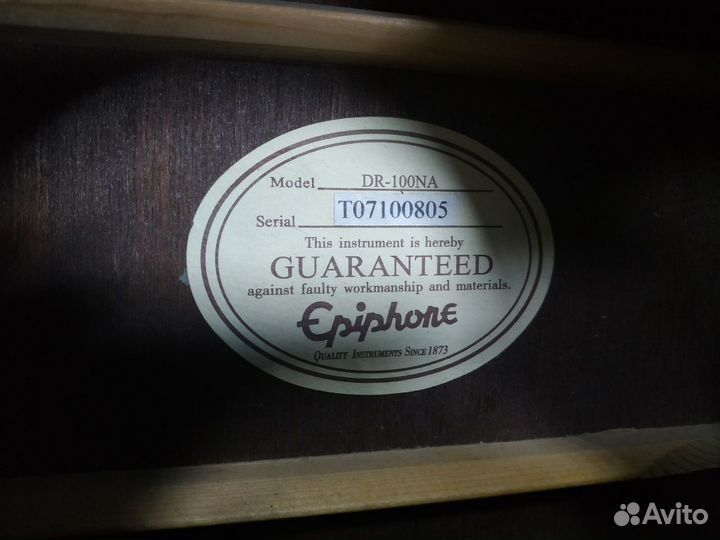 Model DR-100NA
Serial T07100805
This instrument is hereby
GUARANTEED
against faulty workmanship and materials.
Epiphone
QUALITY INSTRUMENTS SINCE 1873
Avito